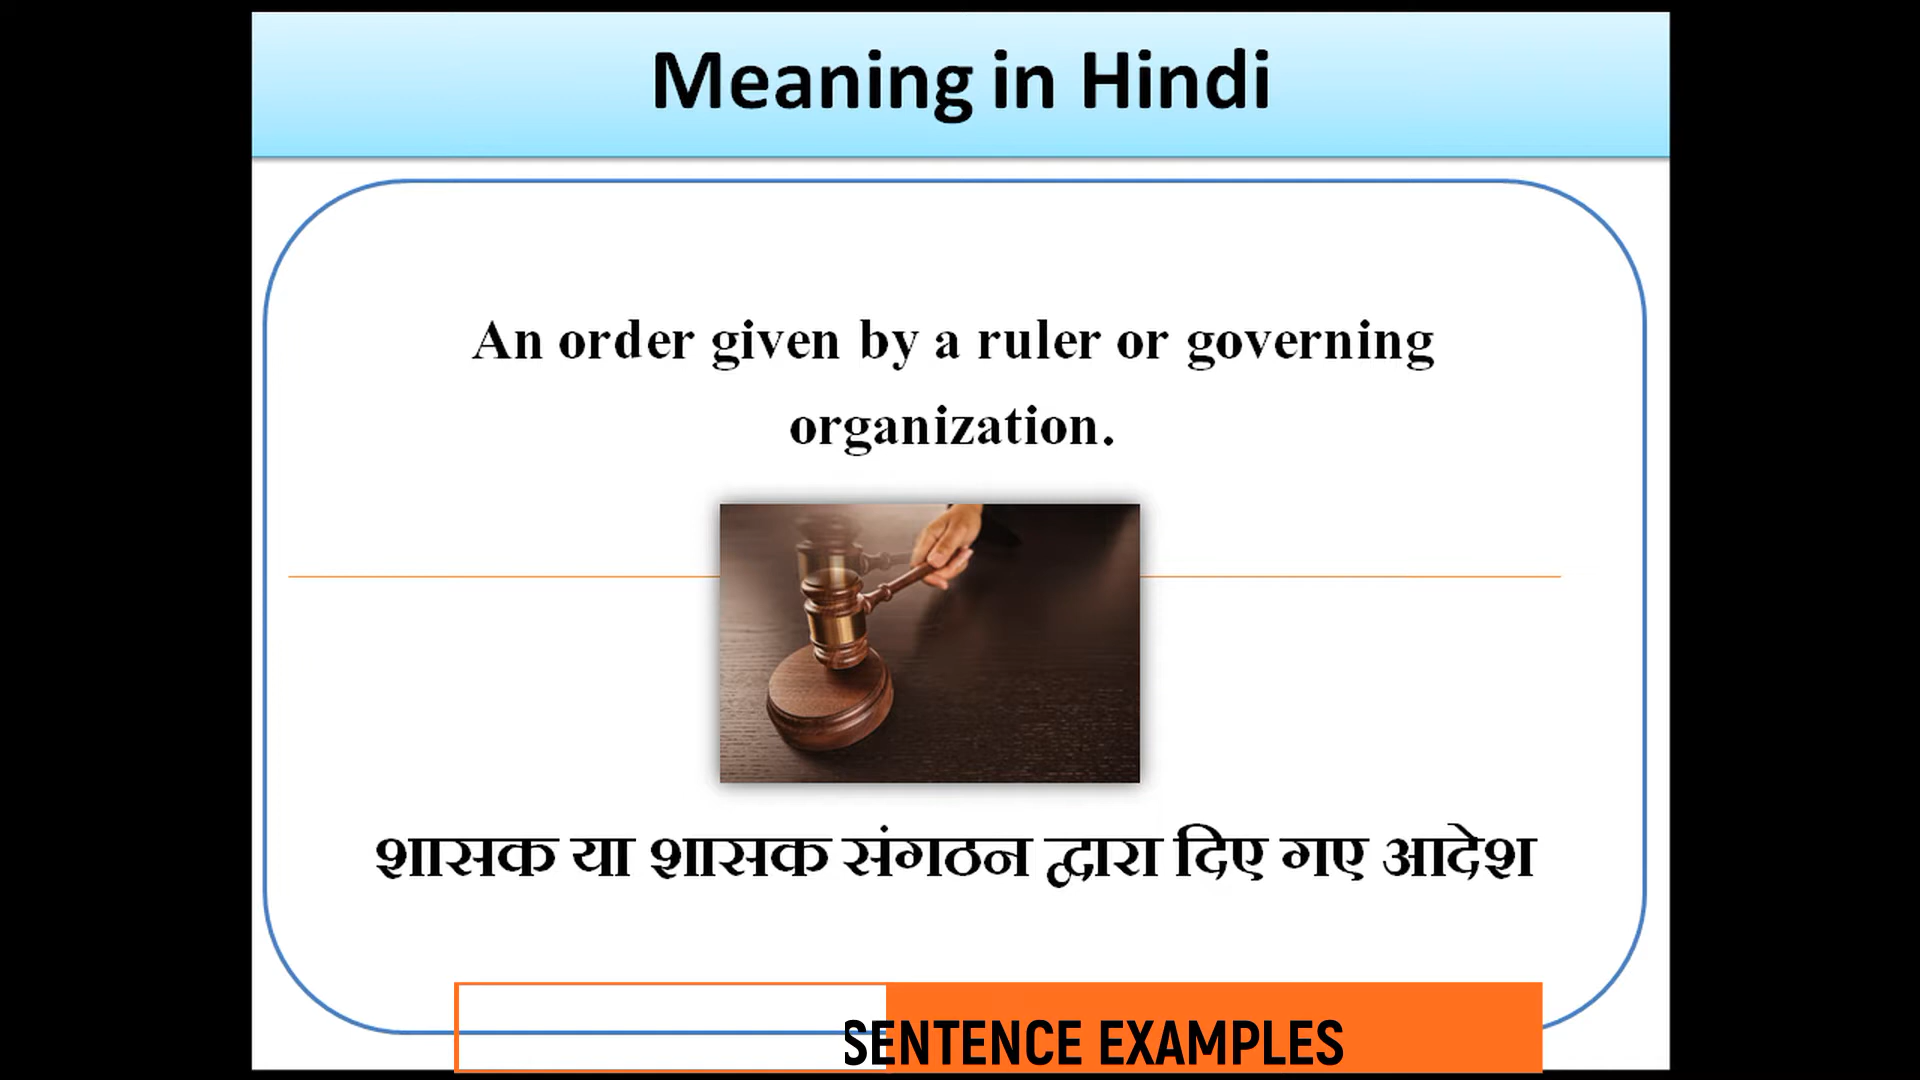 Meaning in Hindi
An order given by a ruler or governing
organization.
शासक या शासक संगठन द्वारा दिए गए आदेश
SENTENCE EXAMPLES